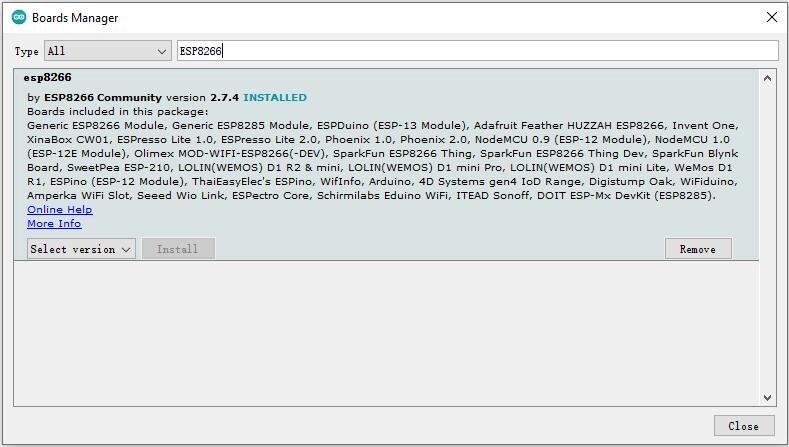 Boards Manager
Type All ESP8266
esp8266
by ESP8266 Community version 2.7.4 INSTALLED
Boards included in this package:
Generic ESP8266 Module, Generic ESP8285 Module, ESPDuino (ESP-13 Module), Adafruit Feather HUZZAH ESP8266, Invent One,
XinaBox CW01, ESPresso Lite 1.0, ESPresso Lite 2.0, Phoenix 1.0, Phoenix 2.0, NodeMCU 0.9 (ESP-12 Module), NodeMCU 1.0
(ESP-12E Module), Olimex MOD-WIFI-ESP8266(-DEV), SparkFun ESP8266 Thing, SparkFun ESP8266 Thing Dev, SparkFun Blynk
Board, SweetPea ESP-210, LOLIN(WEMOS) D1 R2 & mini, LOLIN(WEMOS) D1 mini Pro, LOLIN(WEMOS) D1 mini Lite, WeMos D1
R1, ESPino (ESP-12 Module), ThaiEasyElec's ESPino, WifInfo, Arduino, 4D Systems gen4 IoD Range, Digistump Oak, WiFiduino,
Amperka WiFi Slot, Seeed Wio Link, ESPectro Core, Schirmilabs Eduino WiFi, ITEAD Sonoff, DOIT ESP-Mx DevKit (ESP8285).
Online Help
More Info
Select version Install Remove
Close